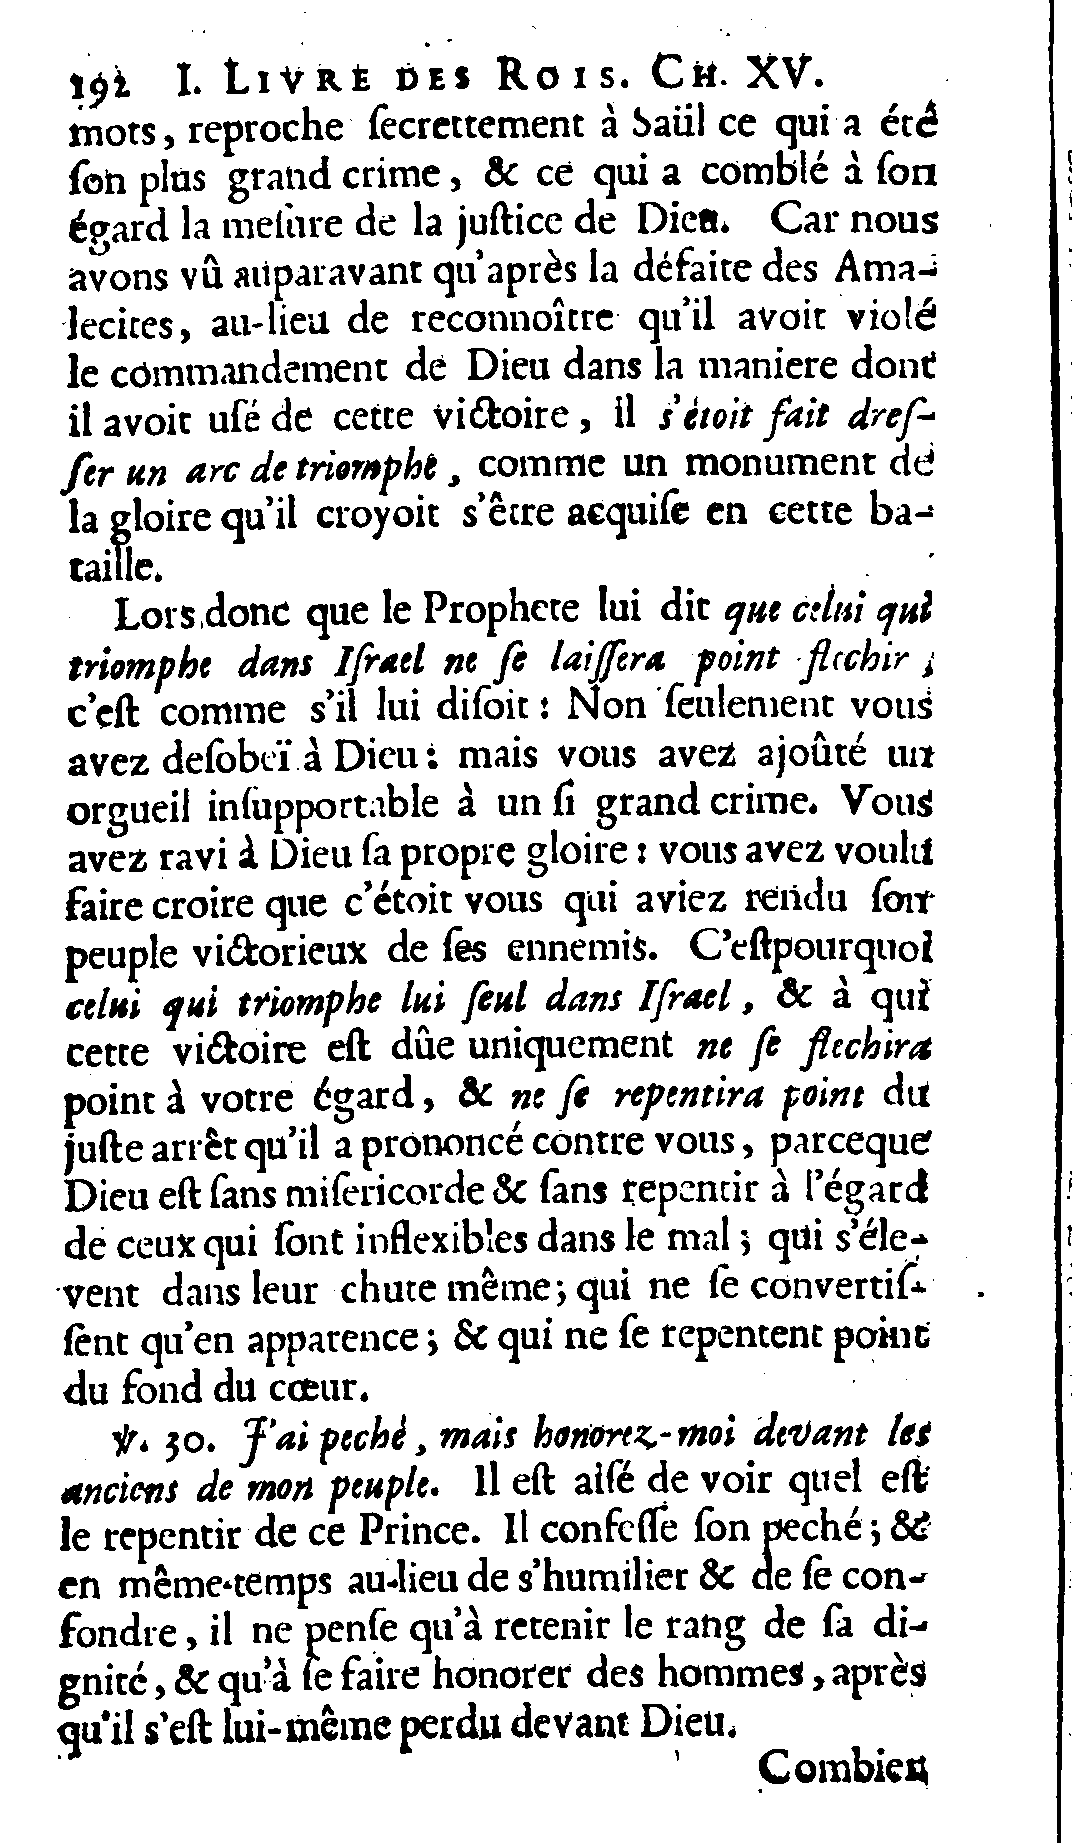 192 I. LIVRE DES ROIS. CH. XV.
mots, reproche ſecrettement à Saül ce qui a été
ſon plus grand crime, & ce qui a comblé à ſon
égard la meſure de la juſtice de Dieu. Car nous
avons vû auparavant qu'après la défaite des Ama-
lecites, au-lieu de reconnoître qu'il avoit violé
le commandement de Dieu dans la maniere dont
il avoit uſé de cette victoire, il s'étoit fait dreſ-
ſer un arc de triomphe, comme un monument de
la gloire qu'il croyoit s'être acquiſe en cette ba-
taille.
Lors donc que le Prophete lui dit que celui qui
triomphe dans Iſrael ne ſe laiſſera point flechir ;
c'eſt comme s'il lui diſoit : Non ſeulement vous
avez deſobeï à Dieu : mais vous avez ajoûté un
orgueil inſupportable à un ſi grand crime. Vous
avez ravi à Dieu ſa propre gloire : vous avez voulu
faire croire que c'étoit vous qui aviez rendu ſon
peuple victorieux de ſes ennemis. C'eſtpourquoi
celui qui triomphe lui ſeul dans Iſrael, & à qui
cette victoire eſt dûe uniquement ne ſe flechira
point à votre égard, & ne ſe repentira point du
juſte arrêt qu'il a prononcé contre vous, parceque
Dieu eſt ſans miſericorde & ſans repentir à l'égard
de ceux qui ſont inflexibles dans le mal ; qui s'éle-
vent dans leur chute même ; qui ne ſe convertiſ-
ſent qu'en apparence ; & qui ne ſe repentent point
du fond du cœur.
℣. 30. J'ai peché, mais honorez-moi devant les
anciens de mon peuple. Il eſt aiſé de voir quel eſt
le repentir de ce Prince. Il confeſſe ſon peché ; &
en même-temps au-lieu de s'humilier & de ſe con-
fondre, il ne penſe qu'à retenir le rang de ſa di-
gnité, & qu'à ſe faire honorer des hommes, après
qu'il s'eſt lui-même perdu devant Dieu.
Combien